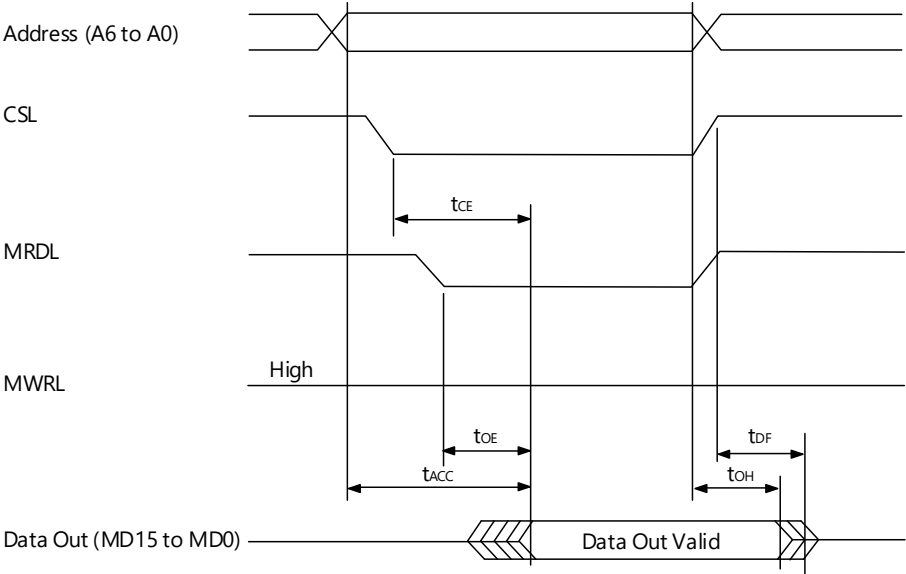 Address (A6 to A0)
CSL
tCE
MRDL
High
MWRL
tOE
tDF
tACC
tOH
Data Out (MD15 to MD0)
Data Out Valid